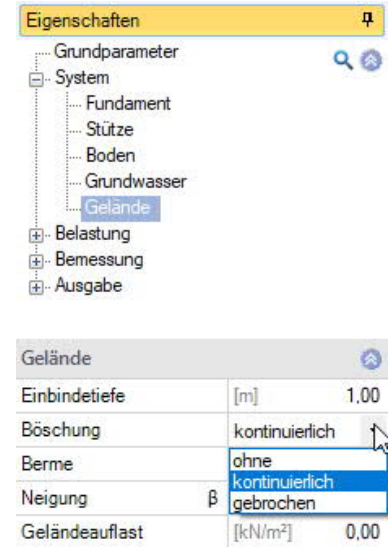 Eigenschaften
Grundparameter
System
Fundament
Stütze
Boden
Grundwasser
Gelände
Belastung
Bemessung
Ausgabe
Gelände
Einbindetiefe [m] 1,00
Böschung kontinuierlich
Berme ohne
kontinuierlich
Neigung β gebrochen
Geländeauflast [kN/m²] 0,00